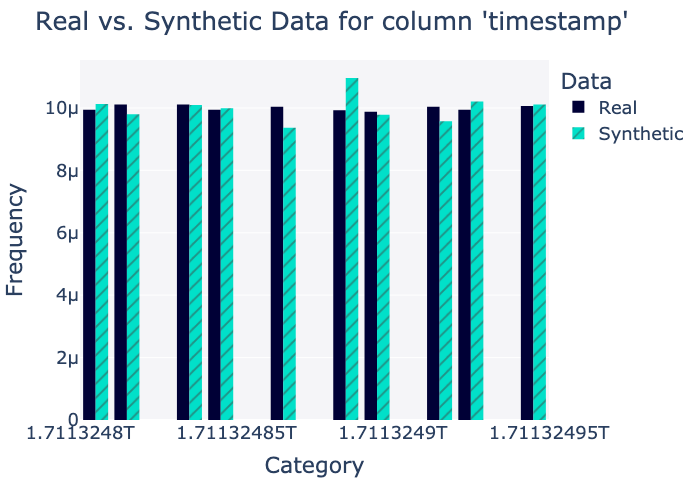 Real vs. Synthetic Data for column 'timestamp'
Data
Real
Synthetic
Frequency
10μ
8μ
6μ
4μ
2μ
0
1.7113248T 1.71132485T 1.7113249T 1.71132495T
Category